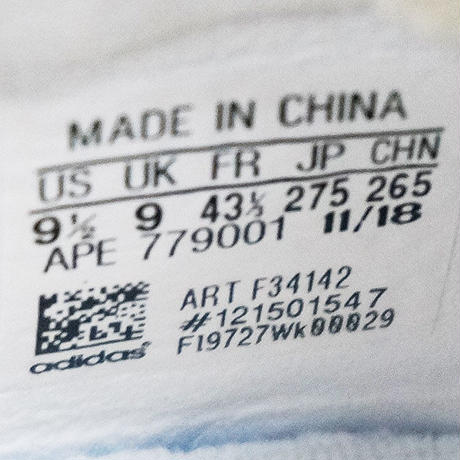 MADE IN CHINA
US UK FR JP CHN
9½ 9 43⅓ 275 265
APE 779001 11/18
ART F34142
#121501547
F19727Wk00029
adidas